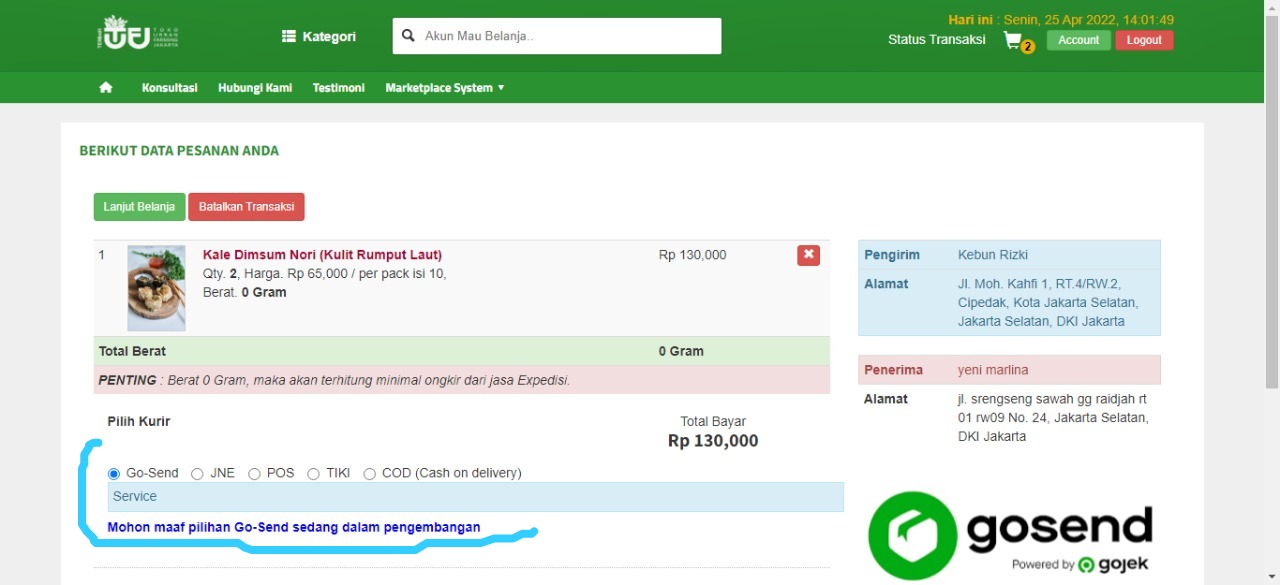 UFJ TOKO URBAN FARMING JAKARTA
Kategori
Akun Mau Belanja..
Hari ini : Senin, 25 Apr 2022, 14:01:49
Status Transaksi
2
Account
Logout
Konsultasi
Hubungi Kami
Testimoni
Marketplace System
BERIKUT DATA PESANAN ANDA
Lanjut Belanja
Batalkan Transaksi
1
Kale Dimsum Nori (Kulit Rumput Laut)
Rp 130,000
Qty. 2, Harga. Rp 65,000 / per pack isi 10,
Berat. 0 Gram
Total Berat
0 Gram
PENTING : Berat 0 Gram, maka akan terhitung minimal ongkir dari jasa Expedisi.
Pilih Kurir
Total Bayar
Rp 130,000
Go-Send
JNE
POS
TIKI
COD (Cash on delivery)
Service
Mohon maaf pilihan Go-Send sedang dalam pengembangan
Pengirim
Kebun Rizki
Alamat
Jl. Moh. Kahfi 1, RT.4/RW.2,
Cipedak, Kota Jakarta Selatan,
Jakarta Selatan, DKI Jakarta
Penerima
yeni marlina
Alamat
jl. srengseng sawah gg raidjah rt
01 rw09 No. 24, Jakarta Selatan,
DKI Jakarta
gosend
Powered by gojek